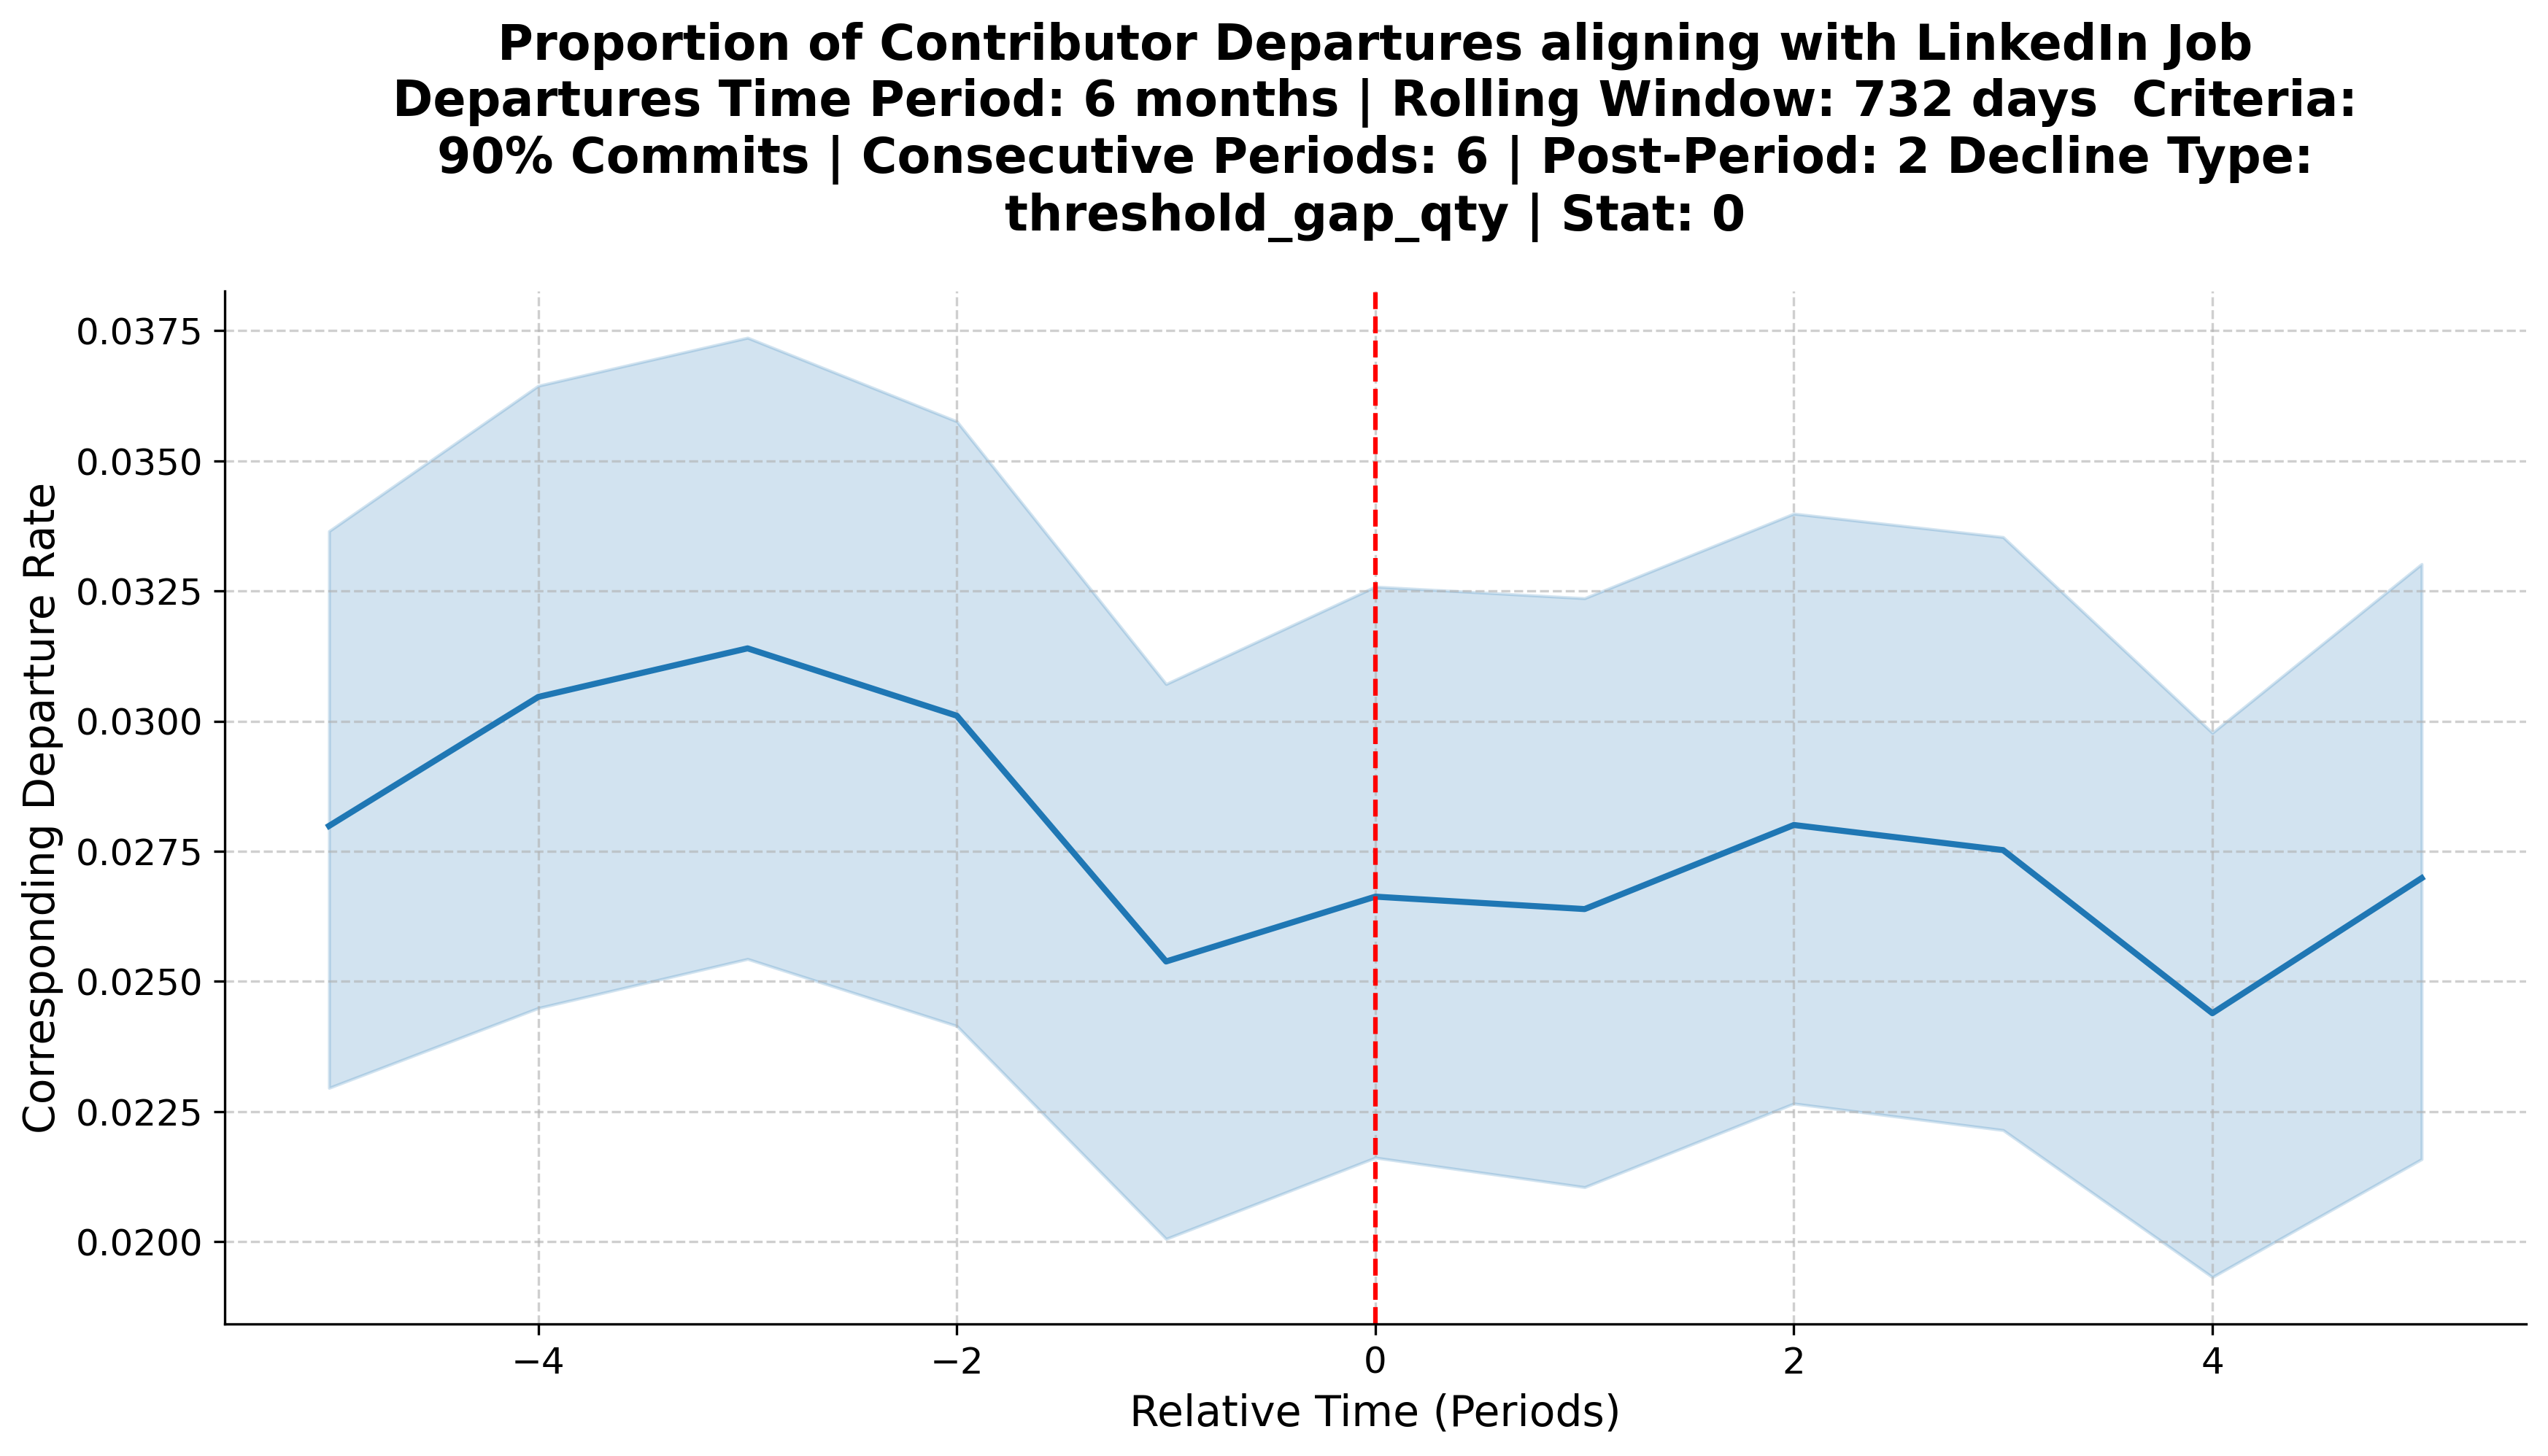 Proportion of Contributor Departures aligning with LinkedIn Job
Departures Time Period: 6 months | Rolling Window: 732 days  Criteria:
90% Commits | Consecutive Periods: 6 | Post-Period: 2 Decline Type:
threshold_gap_qty | Stat: 0
Corresponding Departure Rate
0.0375
0.0350
0.0325
0.0300
0.0275
0.0250
0.0225
0.0200
−4
−2
0
2
4
Relative Time (Periods)